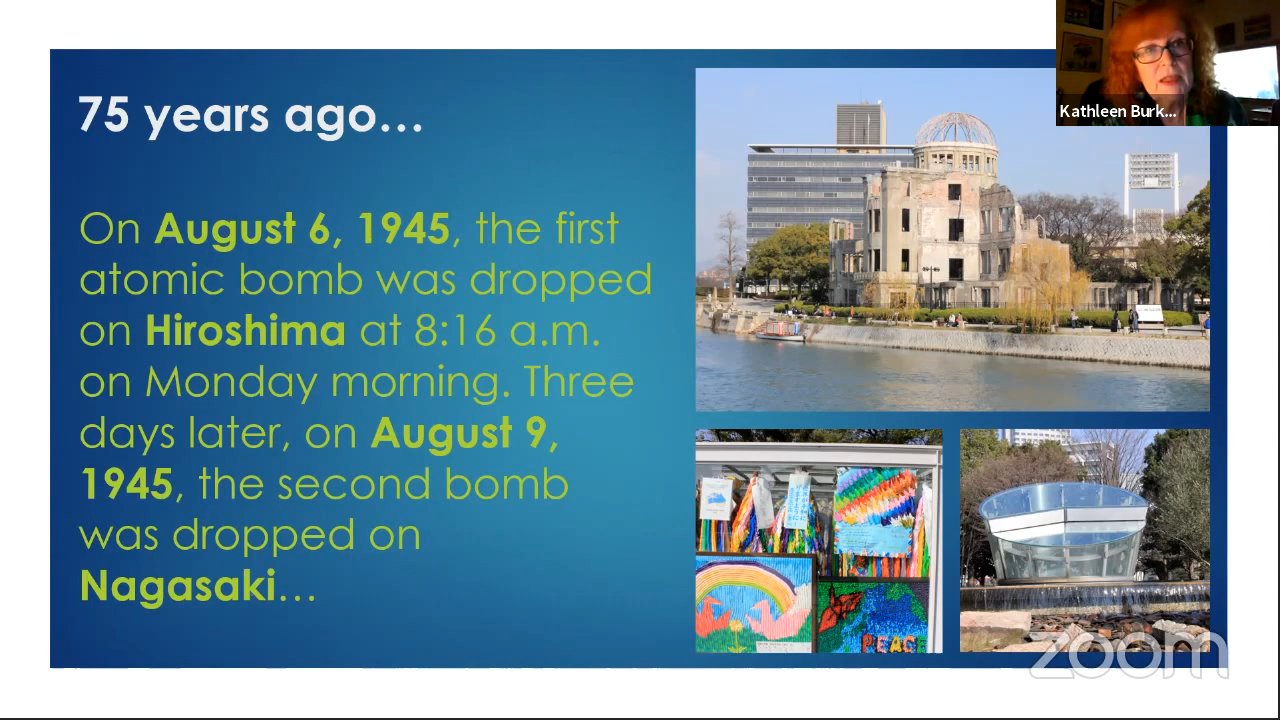 75 years ago…
On August 6, 1945, the first
atomic bomb was dropped
on Hiroshima at 8:16 a.m.
on Monday morning. Three
days later, on August 9,
1945, the second bomb
was dropped on
Nagasaki…
Kathleen Burk...
PEACE
zoom